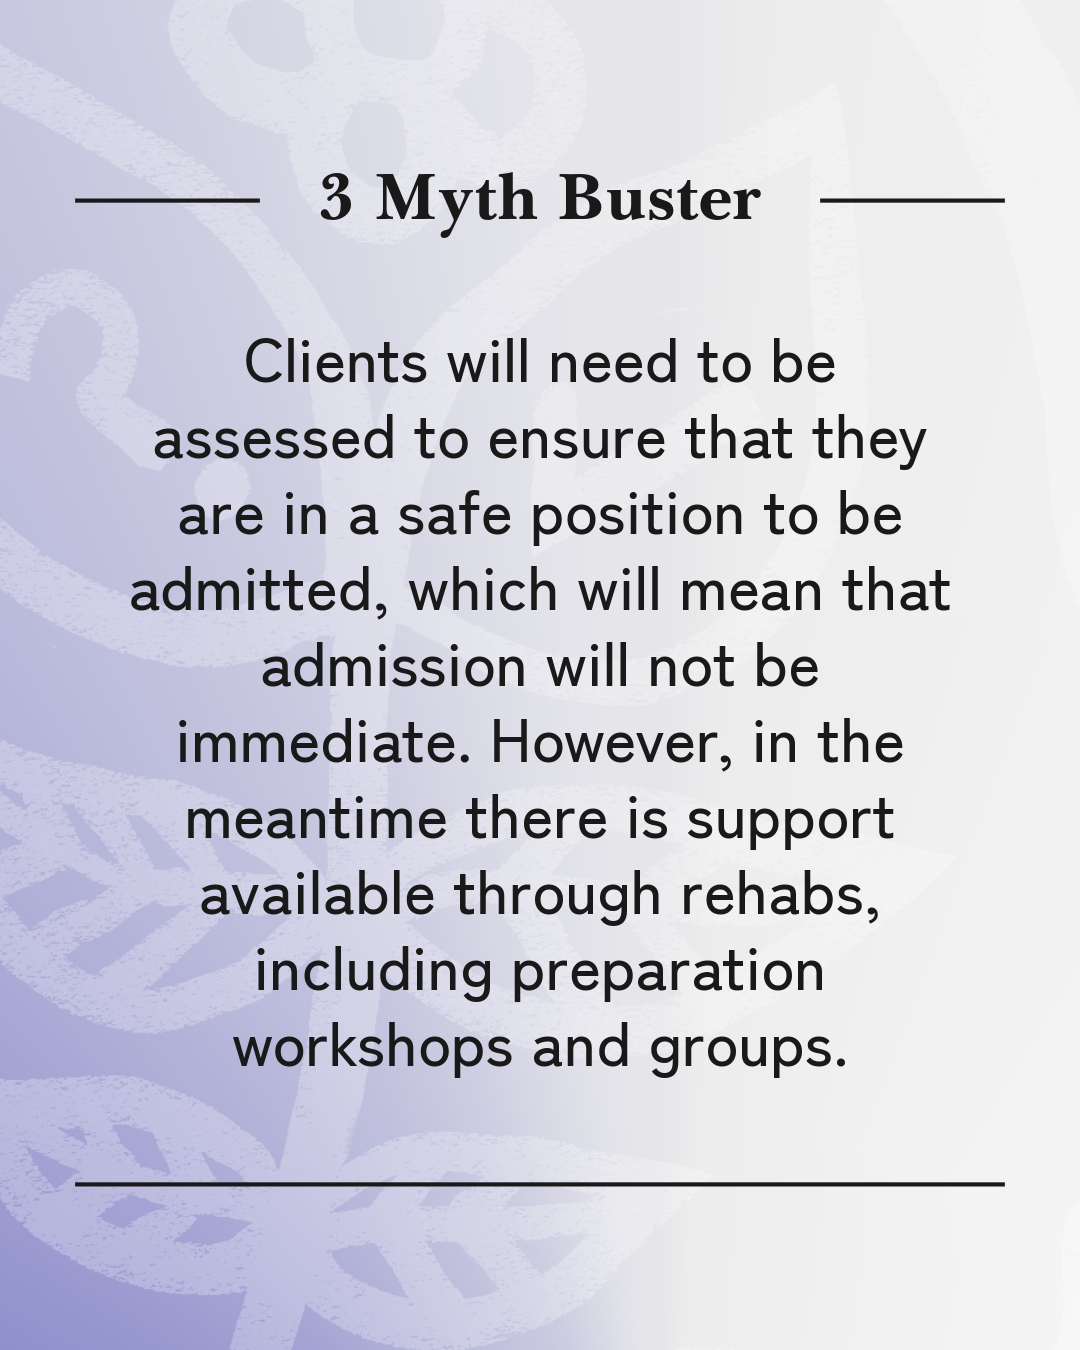 3 Myth Buster
Clients will need to be
assessed to ensure that they
are in a safe position to be
admitted, which will mean that
admission will not be
immediate. However, in the
meantime there is support
available through rehabs,
including preparation
workshops and groups.